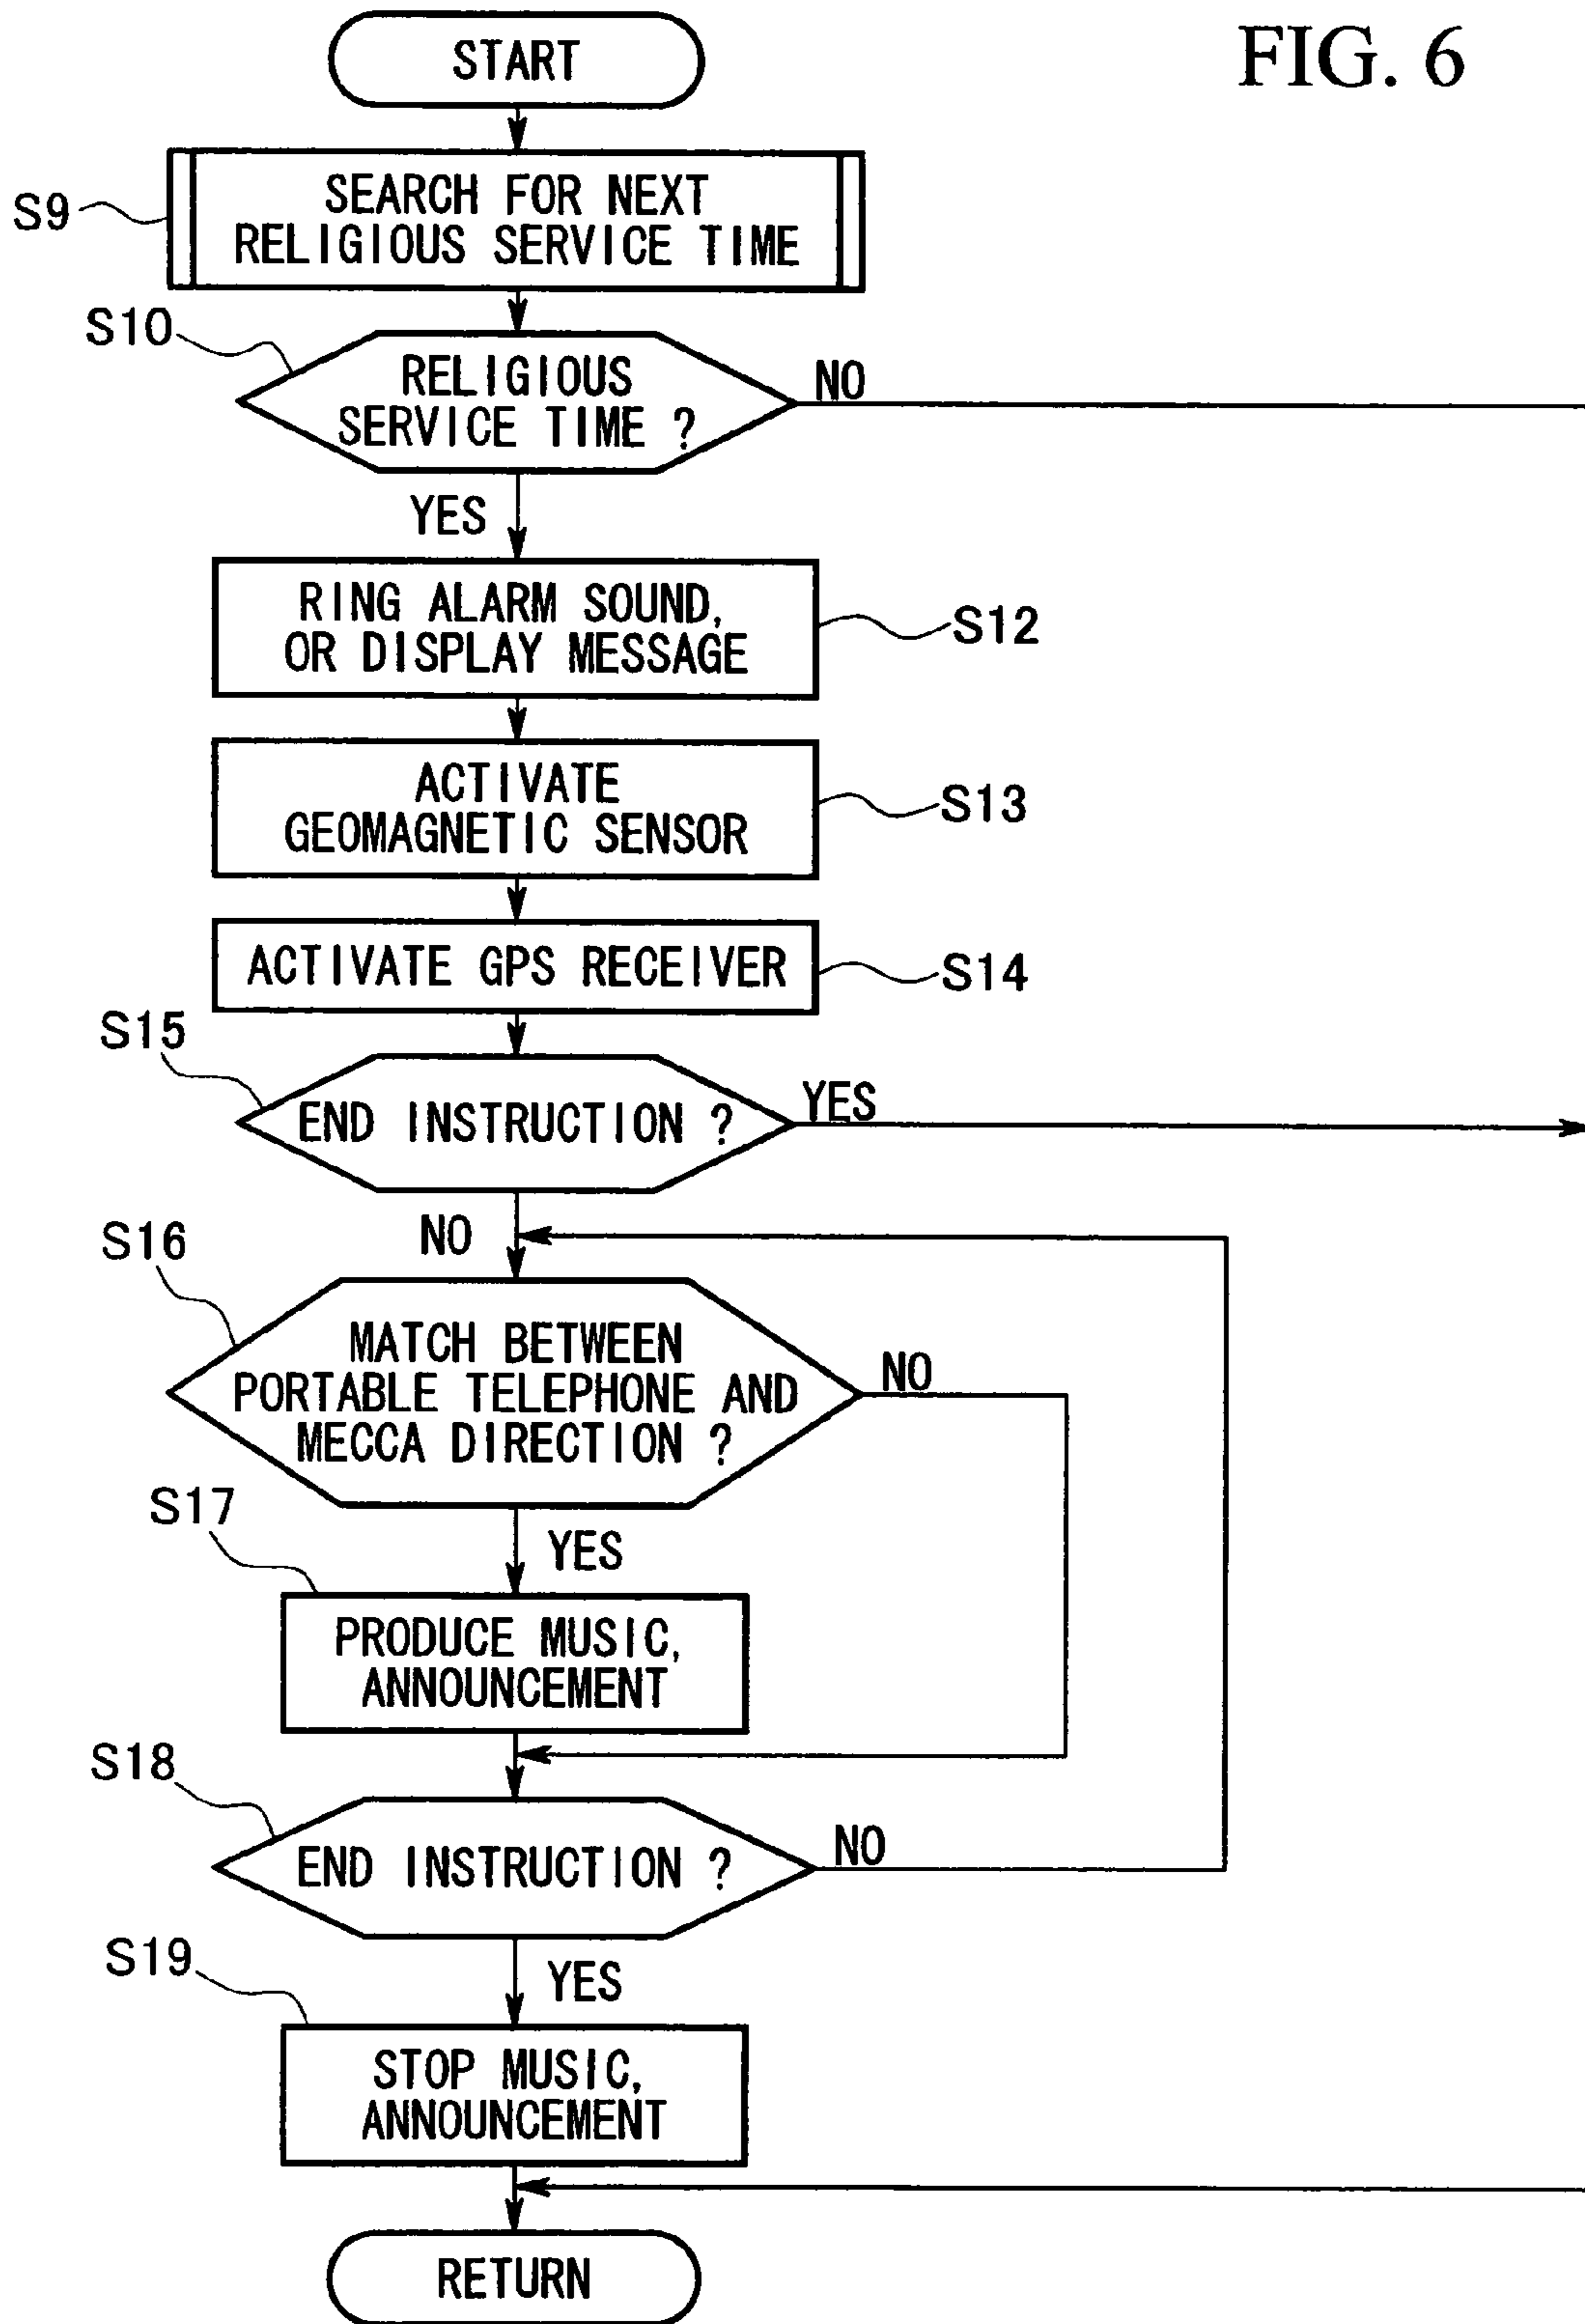 FIG. 6
START
S9
SEARCH FOR NEXT
RELIGIOUS SERVICE TIME
S10
RELIGIOUS
SERVICE TIME ?
NO
YES
RING ALARM SOUND,
OR DISPLAY MESSAGE
S12
ACTIVATE
GEOMAGNETIC SENSOR
S13
ACTIVATE GPS RECEIVER
S14
S15
END INSTRUCTION ?
YES
NO
S16
MATCH BETWEEN
PORTABLE TELEPHONE AND
MECCA DIRECTION ?
NO
S17
YES
PRODUCE MUSIC,
ANNOUNCEMENT
S18
END INSTRUCTION ?
NO
S19
YES
STOP MUSIC,
ANNOUNCEMENT
RETURN